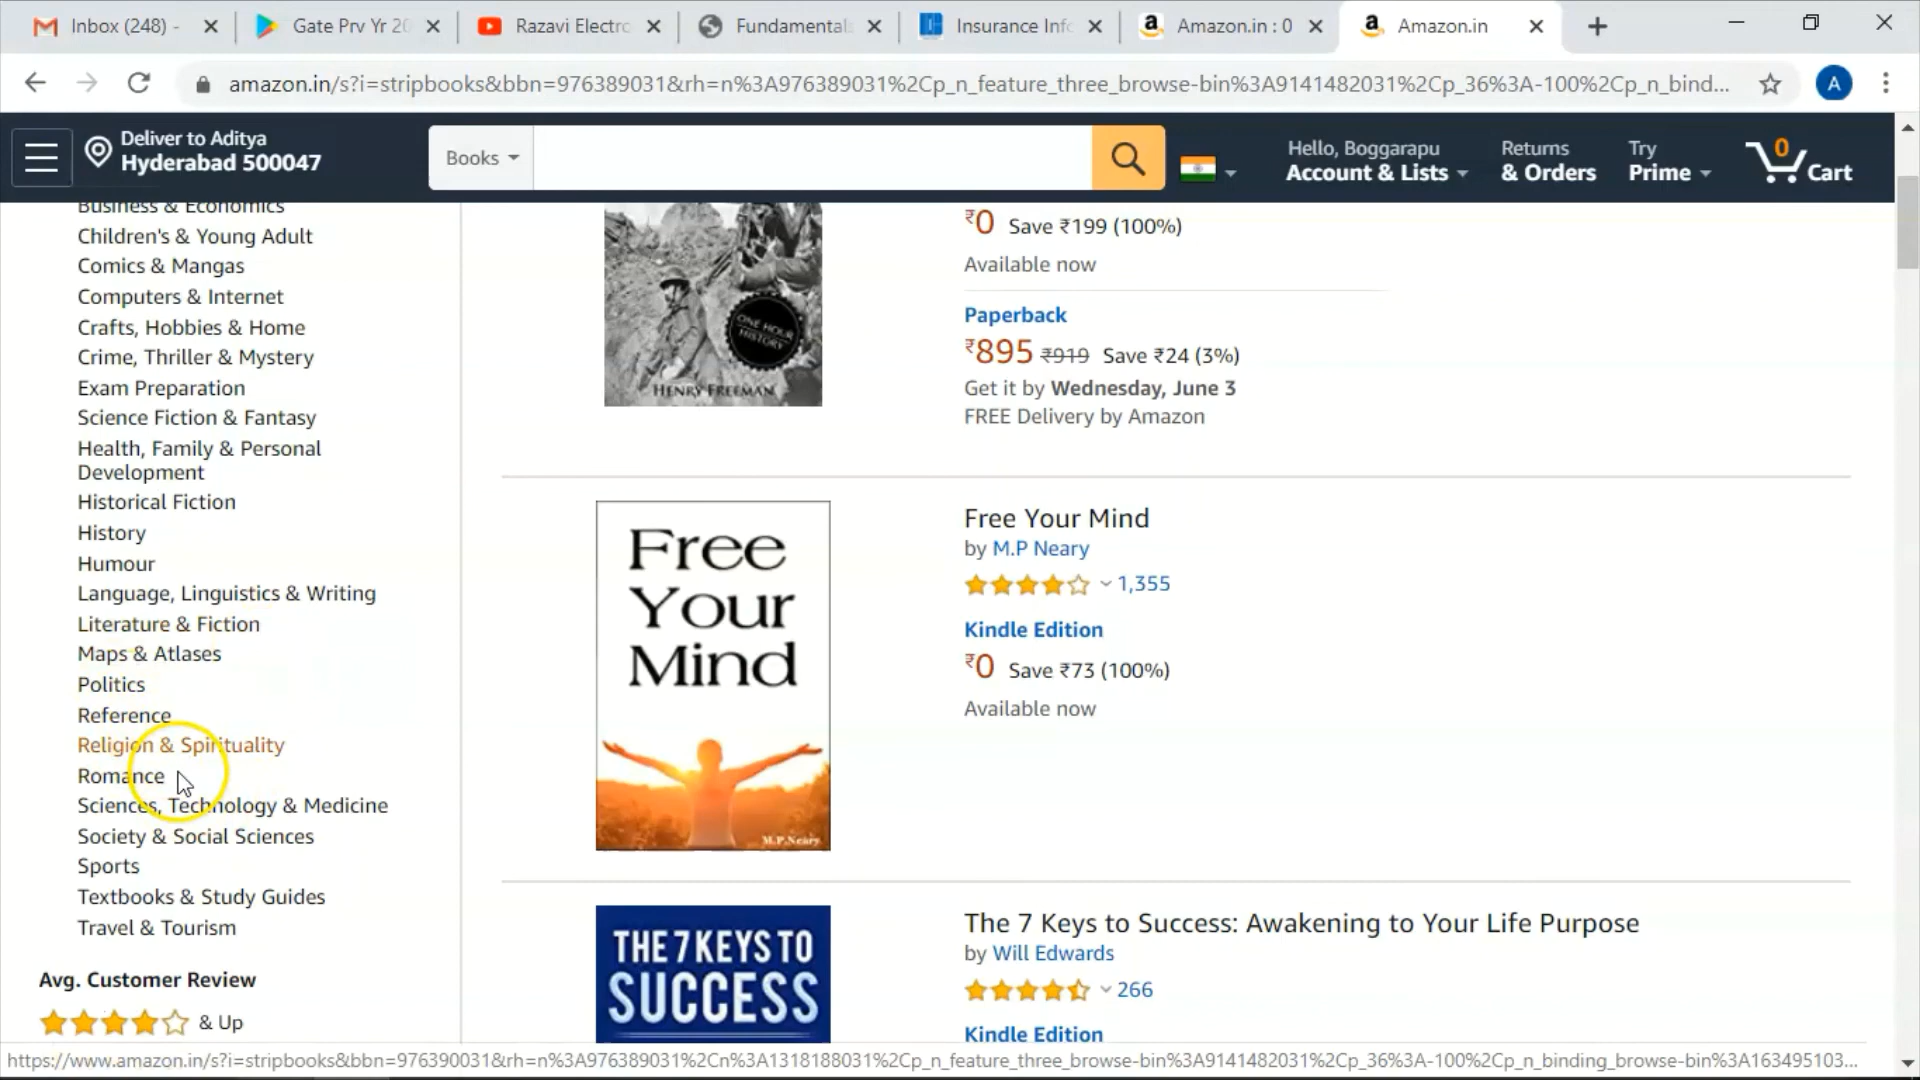 Inbox (248) -
Gate Prv Yr 20
Razavi Electro
Fundamental
Insurance Info
Amazon.in : 0
Amazon.in
amazon.in/s?i=stripbooks&bbn=976389031&rh=n%3A976389031%2Cp_n_feature_three_browse-bin%3A9141482031%2Cp_36%3A-100%2Cp_n_bind...
A
Deliver to Aditya
Hyderabad 500047
Books
Hello, Boggarapu
Account & Lists
Returns
& Orders
Try
Prime
0
Cart
Business & Economics
Children's & Young Adult
Comics & Mangas
Computers & Internet
Crafts, Hobbies & Home
Crime, Thriller & Mystery
Exam Preparation
Science Fiction & Fantasy
Health, Family & Personal
Development
Historical Fiction
History
Humour
Language, Linguistics & Writing
Literature & Fiction
Maps & Atlases
Politics
Reference
Religion & Spirituality
Romance
Sciences, Technology & Medicine
Society & Social Sciences
Sports
Textbooks & Study Guides
Travel & Tourism
Avg. Customer Review
& Up
ONE HOUR
HISTORY
HENRY FREEMAN
₹0 Save ₹199 (100%)
Available now
Paperback
₹895 ₹919 Save ₹24 (3%)
Get it by Wednesday, June 3
FREE Delivery by Amazon
Free
Your
Mind
M.P.Neary
Free Your Mind
by M.P Neary
1,355
Kindle Edition
₹0 Save ₹73 (100%)
Available now
THE 7 KEYS TO
SUCCESS
The 7 Keys to Success: Awakening to Your Life Purpose
by Will Edwards
266
Kindle Edition
https://www.amazon.in/s?i=stripbooks&bbn=976390031&rh=n%3A976389031%2Cn%3A1318188031%2Cp_n_feature_three_browse-bin%3A9141482031%2Cp_36%3A-100%2Cp_n_binding_browse-bin%3A163495103...